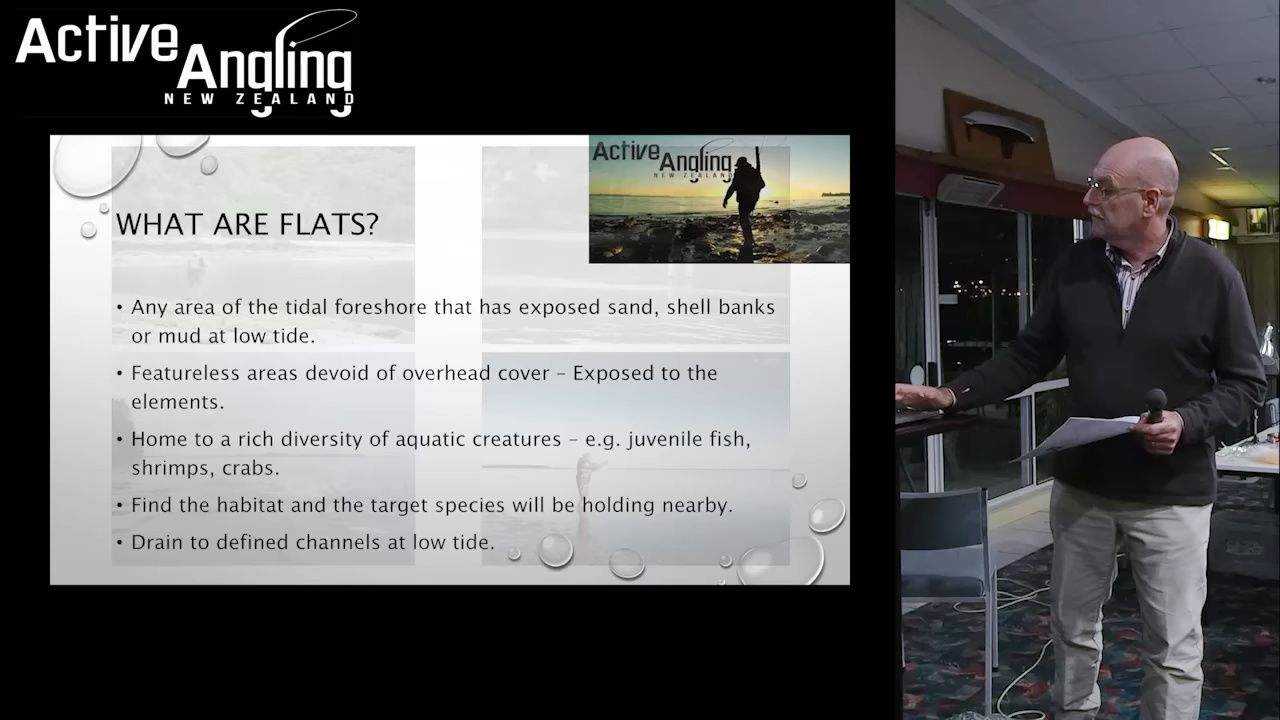 Active
Angling
NEW ZEALAND
Active Angling
NEW ZEALAND
WHAT ARE FLATS?
• Any area of the tidal foreshore that has exposed sand, shell banks
or mud at low tide.
• Featureless areas devoid of overhead cover – Exposed to the
elements.
• Home to a rich diversity of aquatic creatures – e.g. juvenile fish,
shrimps, crabs.
• Find the habitat and the target species will be holding nearby.
• Drain to defined channels at low tide.